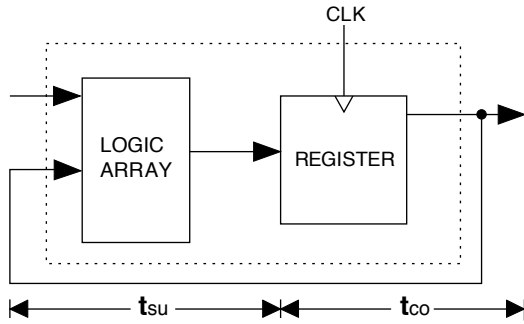 CLK
LOGIC
ARRAY
REGISTER
tsu
tco